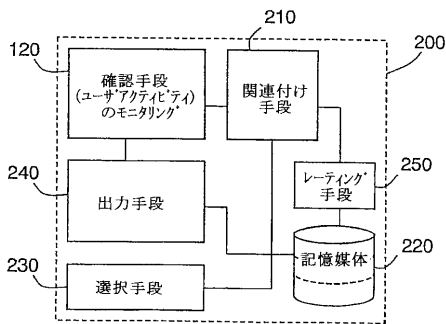 210
120
200
確認手段
(ユーザアクティビティ)
のモニタリング
関連付け
手段
240
250
出力手段
レーティング
手段
230
記憶媒体
220
選択手段